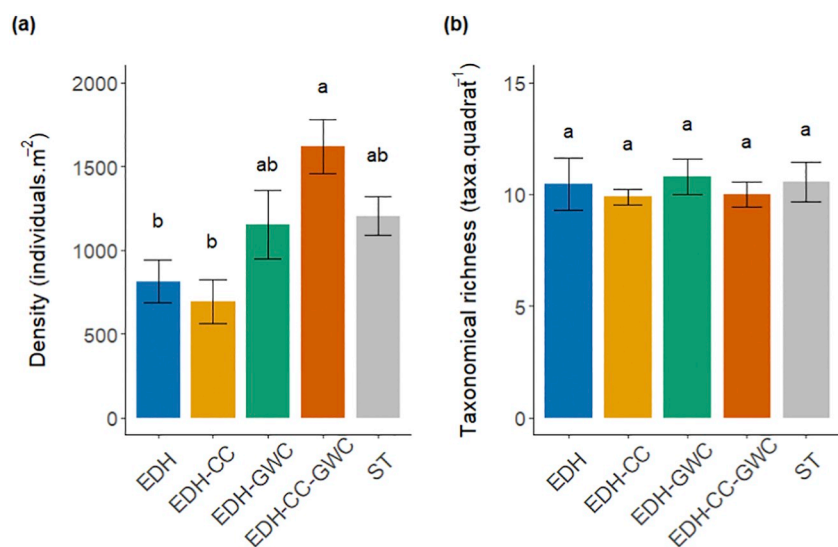 (a)
Density (individuals.m⁻²)
2000
1500
1000
500
0
b
b
ab
a
ab
EDH
EDH-CC
EDH-GWC
EDH-CC-GWC
ST
(b)
Taxonomical richness (taxa.quadrat⁻¹)
15
10
5
0
a
a
a
a
a
EDH
EDH-CC
EDH-GWC
EDH-CC-GWC
ST